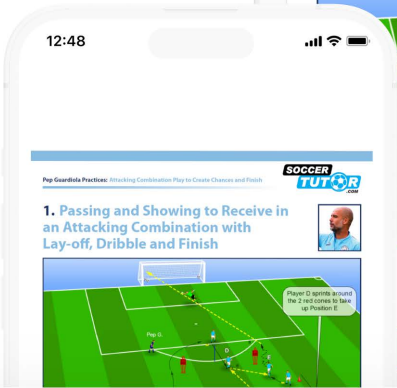 12:48
Pep Guardiola Practices: Attacking Combination Play to Create Chances and Finish
SOCCER
TUTOR
.COM
1. Passing and Showing to Receive in
an Attacking Combination with
Lay-off, Dribble and Finish
Player D sprints around
the 2 red cones to take
up Position E
Pep G.
D